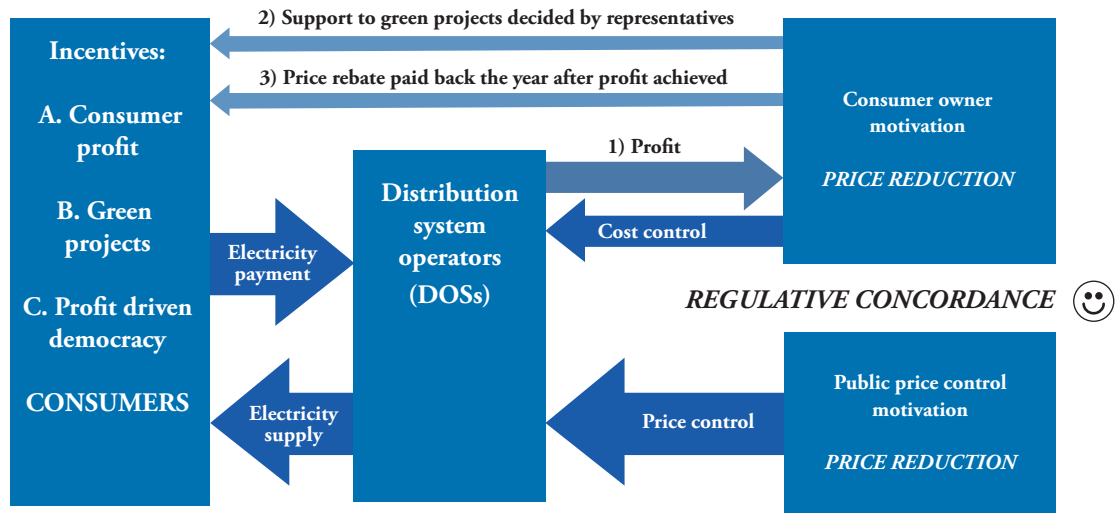 2) Support to green projects decided by representatives
3) Price rebate paid back the year after profit achieved
Incentives:
A. Consumer
profit
B. Green
projects
C. Profit driven
democracy
CONSUMERS
Electricity
payment
Electricity
supply
Distribution
system
operators
(DOSs)
1) Profit
Cost control
Consumer owner
motivation
PRICE REDUCTION
REGULATIVE CONCORDANCE
Price control
Public price control
motivation
PRICE REDUCTION